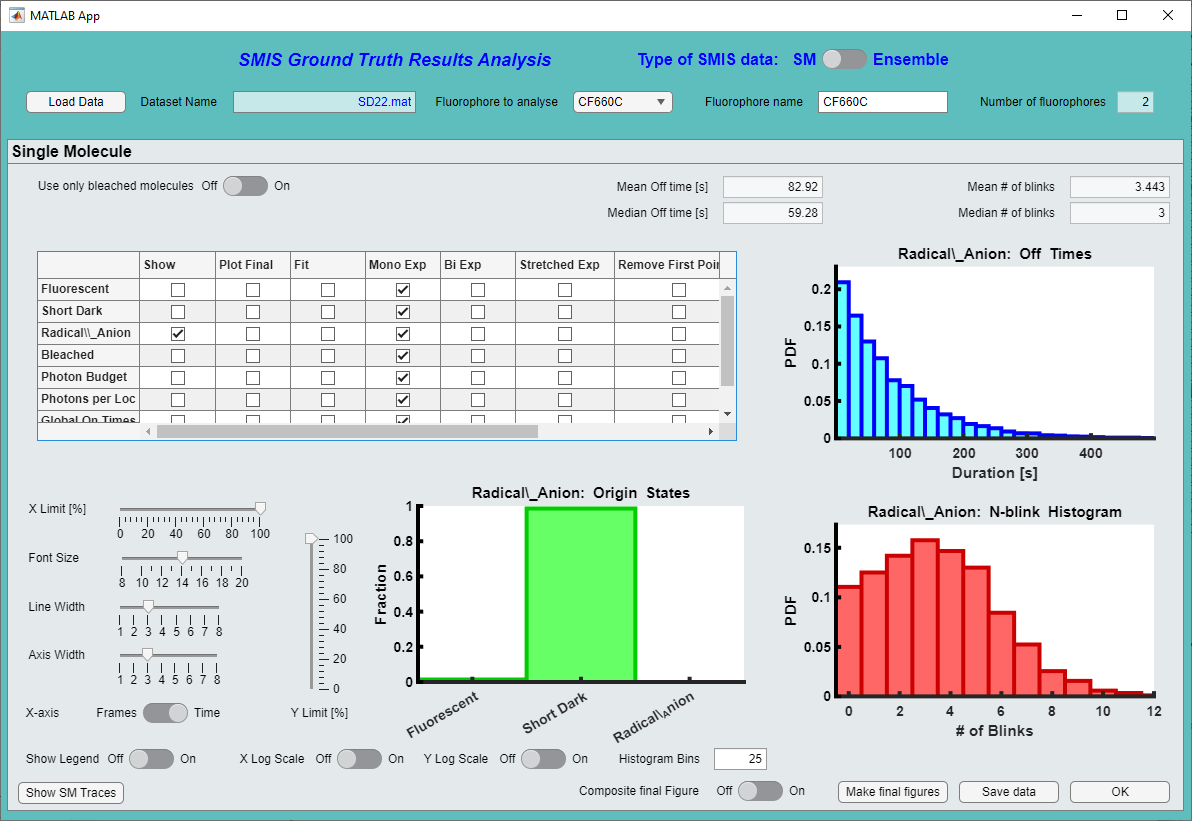 MATLAB App
SMIS Ground Truth Results Analysis
Type of SMIS data: SM Ensemble
Load Data Dataset Name SD22.mat Fluorophore to analyse CF660C Fluorophore name CF660C Number of fluorophores 2
Single Molecule
Use only bleached molecules Off On Mean Off time [s] 82.92 Mean # of blinks 3.443
Median Off time [s] 59.28 Median # of blinks 3
Show Plot Final Fit Mono Exp Bi Exp Stretched Exp Remove First Poir
Fluorescent
Short Dark
Radical\\_Anion
Bleached
Photon Budget
Photons per Loc
Global On Times
Radical\_Anion: Off Times
PDF
0.2
0.15
0.1
0.05
0
100 200 300 400
Duration [s]
X Limit [%]
0 20 40 60 80 100
Font Size
8 10 12 14 16 18 20
Line Width
1 2 3 4 5 6 7 8
Axis Width
1 2 3 4 5 6 7 8
100
80
60
40
20
0
Y Limit [%]
X-axis Frames Time
Radical\_Anion: Origin States
Fraction
1
0.8
0.6
0.4
0.2
0
Fluorescent Short Dark Radical\_Anion
Radical\_Anion: N-blink Histogram
PDF
0.15
0.1
0.05
0
0 2 4 6 8 10 12
# of Blinks
Show Legend Off On X Log Scale Off On Y Log Scale Off On Histogram Bins 25
Show SM Traces Composite final Figure Off On Make final figures Save data OK